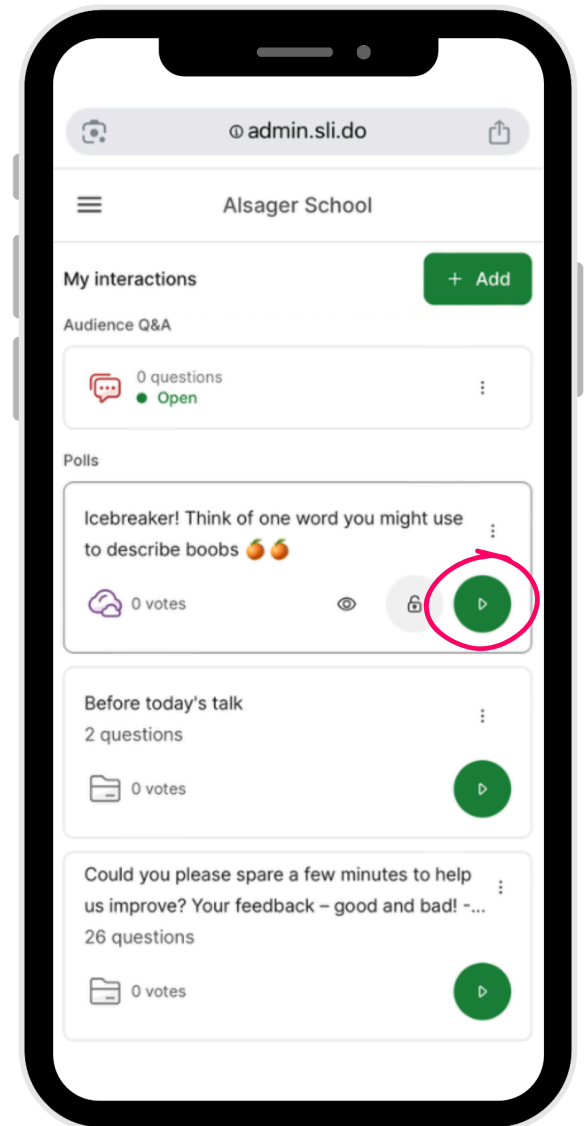 admin.sli.do
Alsager School
My interactions
+ Add
Audience Q&A
0 questions
Open
Polls
Icebreaker! Think of one word you might use
to describe boobs 🍊🍊
0 votes
Before today's talk
2 questions
0 votes
Could you please spare a few minutes to help
us improve? Your feedback – good and bad! -...
26 questions
0 votes